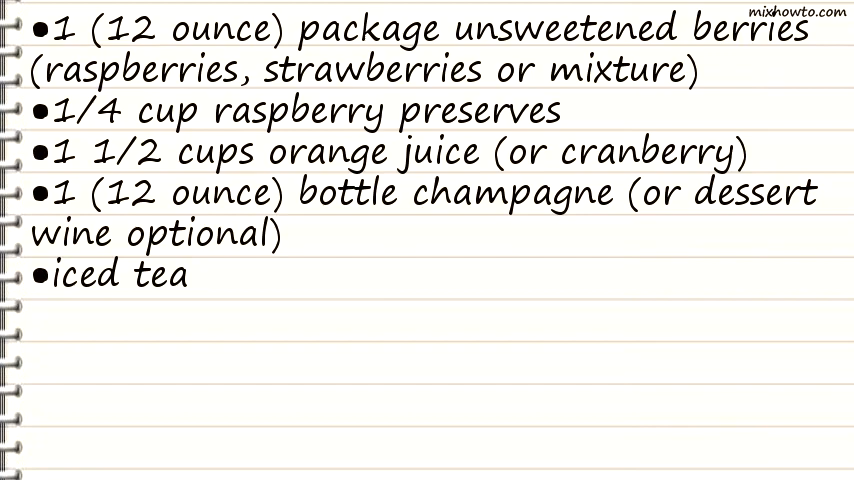 mixhowto.com
•1 (12 ounce) package unsweetened berries
(raspberries, strawberries or mixture)
•1/4 cup raspberry preserves
•1 1/2 cups orange juice (or cranberry)
•1 (12 ounce) bottle champagne (or dessert
wine optional)
•iced tea